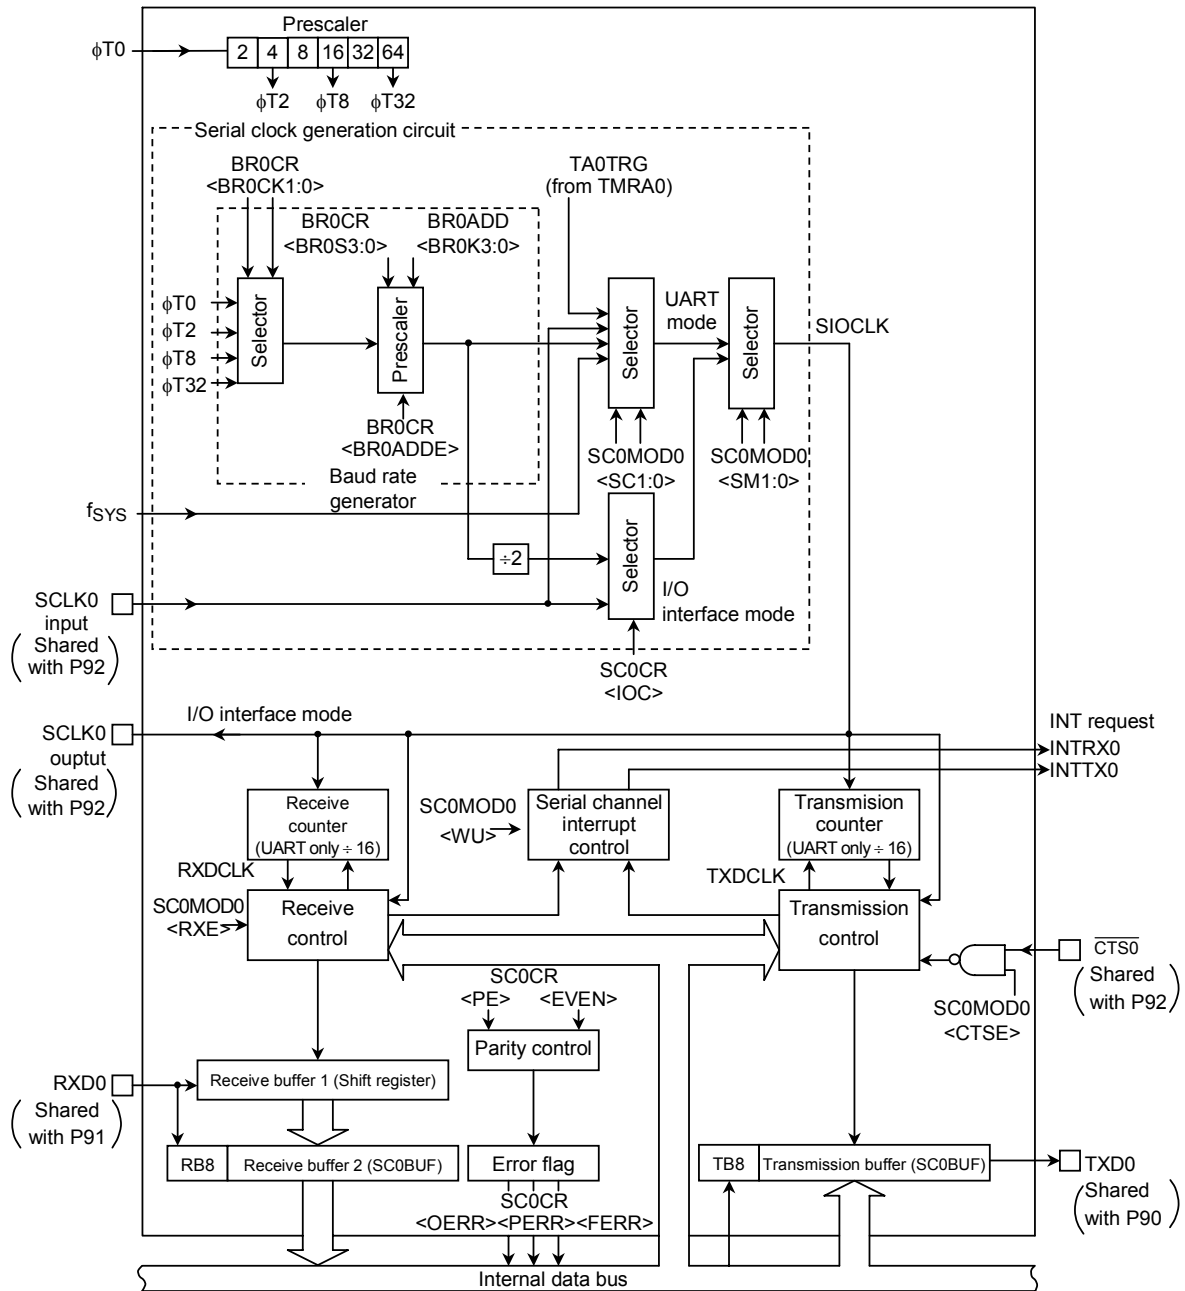 Prescaler
ϕT0
2 4 8 16 32 64
ϕT2 ϕT8 ϕT32
Serial clock generation circuit
BR0CR
<BR0CK1:0>
TA0TRG
(from TMRA0)
BR0CR
<BR0S3:0>
BR0ADD
<BR0K3:0>
ϕT0
ϕT2
ϕT8
ϕT32
Selector
Prescaler
Selector
UART
mode
Selector
SIOCLK
BR0CR
<BR0ADDE>
SC0MOD0
<SC1:0>
SC0MOD0
<SM1:0>
Baud rate
generator
fSYS
÷2
Selector
I/O
interface mode
SCLK0
input
(Shared
with P92)
SC0CR
<IOC>
I/O interface mode
SCLK0
ouptut
(Shared
with P92)
INT request
INTRX0
INTTX0
Receive
counter
(UART only ÷ 16)
SC0MOD0
<WU>
Serial channel
interrupt
control
Transmision
counter
(UART only ÷ 16)
RXDCLK
TXDCLK
SC0MOD0
<RXE>
Receive
control
Transmission
control
CTS0
(Shared
with P92)
SC0MOD0
<CTSE>
SC0CR
<PE> <EVEN>
Parity control
RXD0
(Shared
with P91)
Receive buffer 1 (Shift register)
RB8 Receive buffer 2 (SC0BUF)
Error flag
TB8 Transmission buffer (SC0BUF)
TXD0
(Shared
with P90)
SC0CR
<OERR><PERR><FERR>
Internal data bus